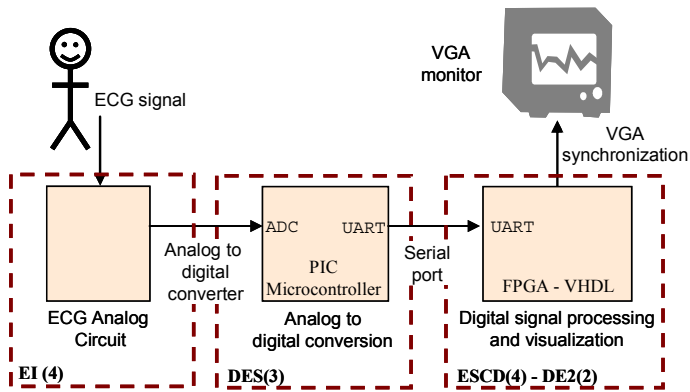 VGA
monitor
ECG signal
VGA
synchronization
ADC
UART
UART
Analog to
digital
converter
PIC
Microcontroller
Serial
port
FPGA - VHDL
ECG Analog
Circuit
Analog to
digital conversion
Digital signal processing
and visualization
EI (4)
DES(3)
ESCD(4) - DE2(2)